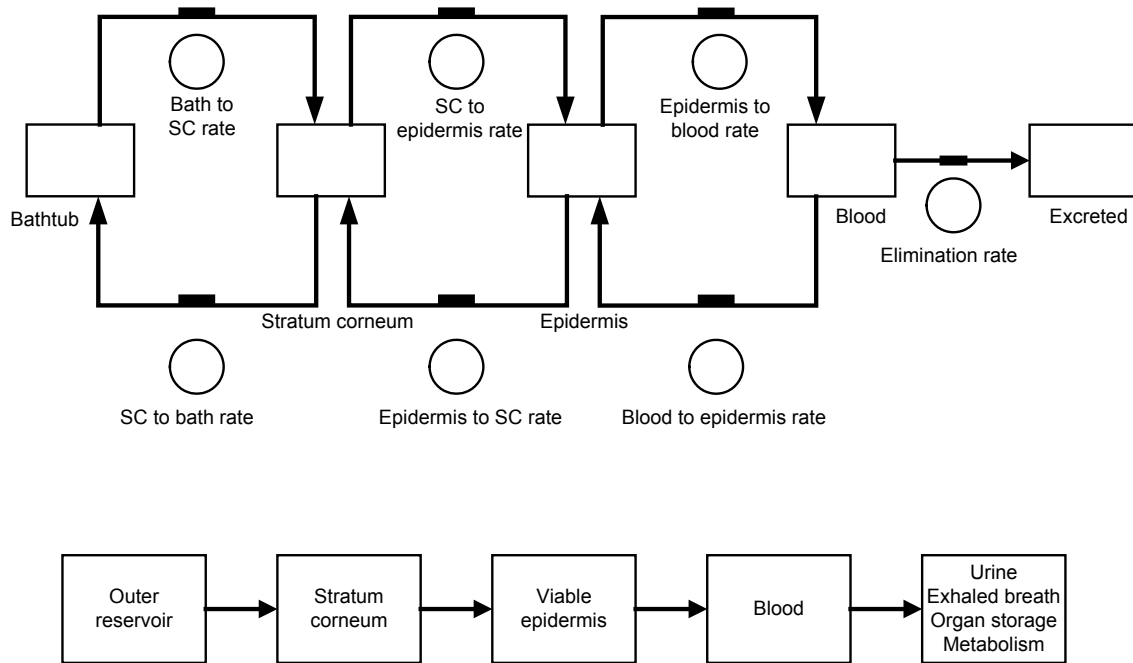 Bath to
SC rate
SC to
epidermis rate
Epidermis to
blood rate
Bathtub
Blood
Excreted
Elimination rate
Stratum corneum
Epidermis
SC to bath rate
Epidermis to SC rate
Blood to epidermis rate
Outer
reservoir
Stratum
corneum
Viable
epidermis
Blood
Urine
Exhaled breath
Organ storage
Metabolism